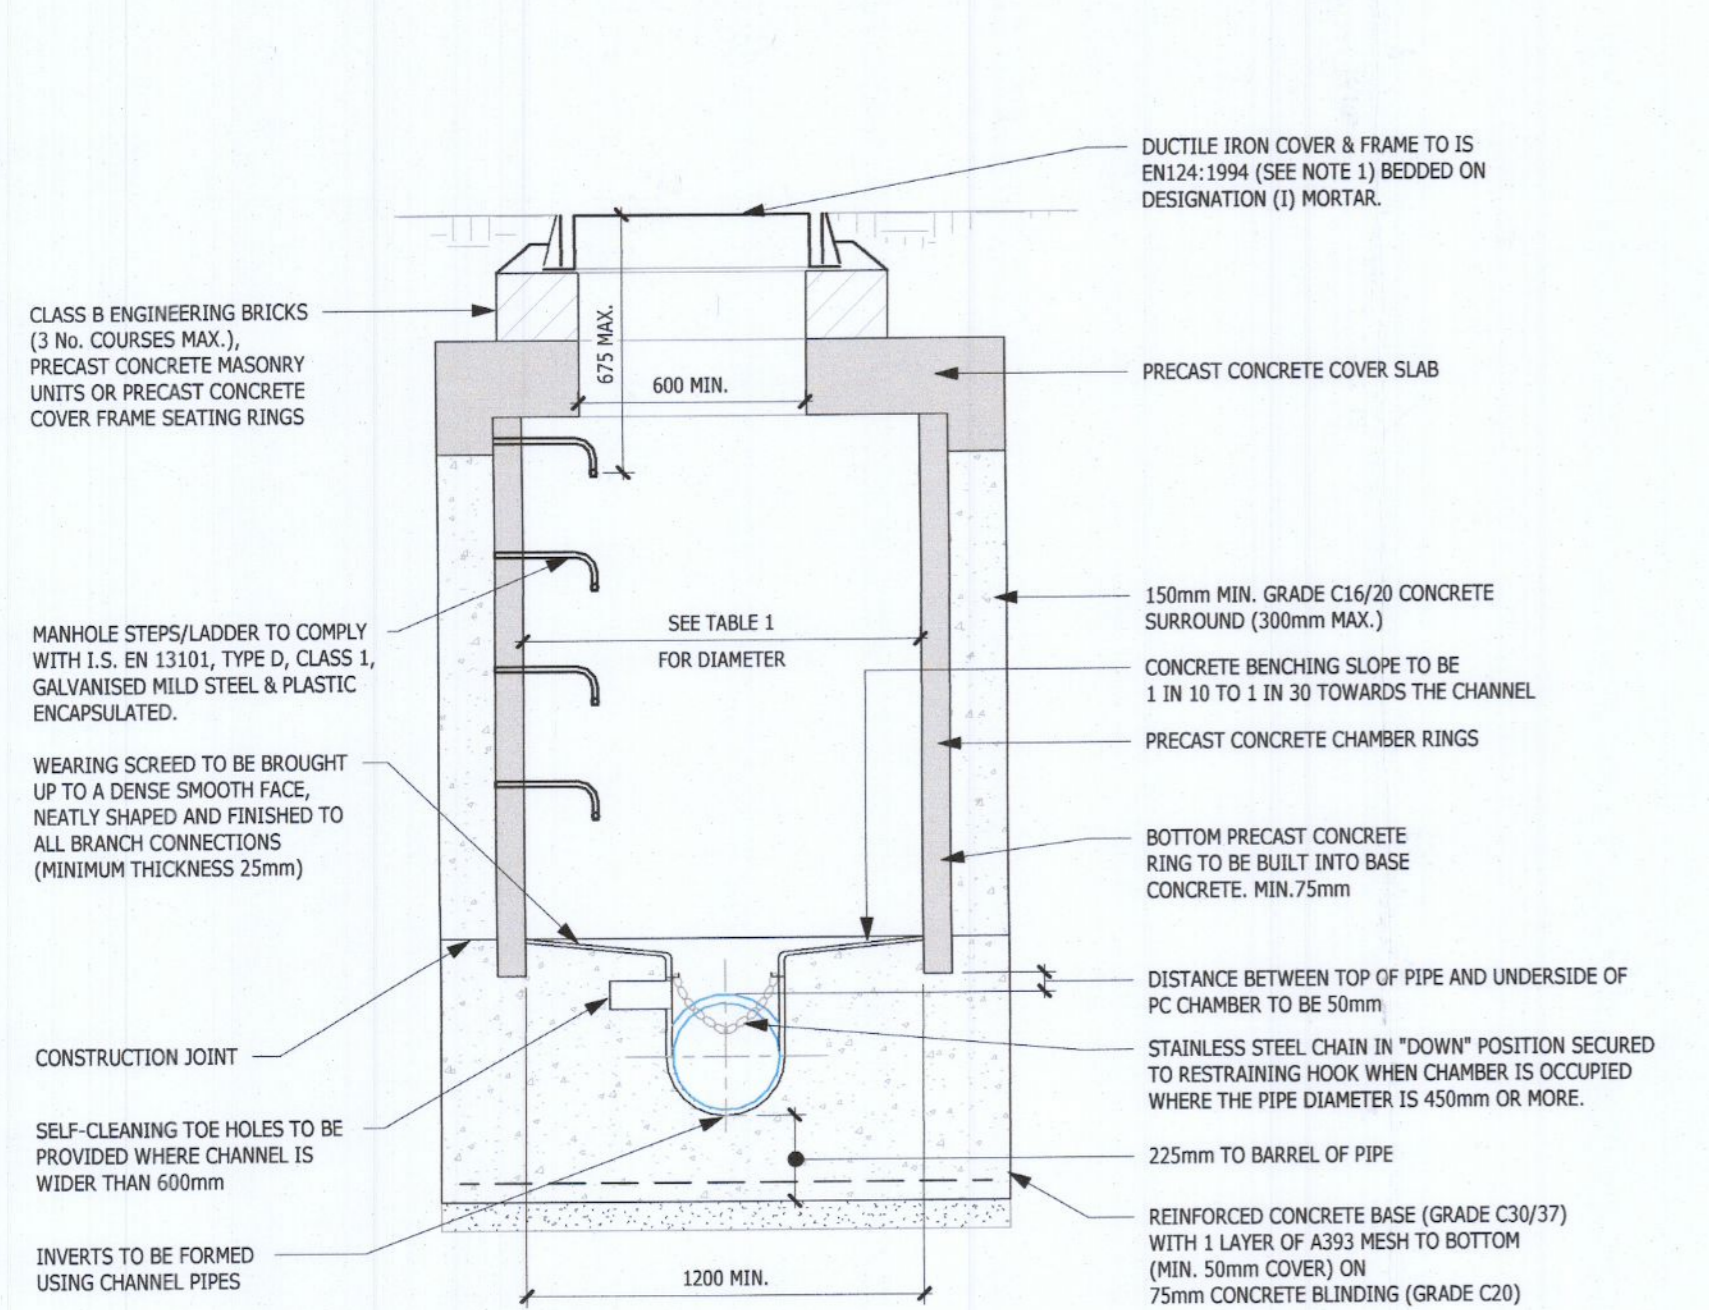 DUCTILE IRON COVER & FRAME TO IS
EN124:1994 (SEE NOTE 1) BEDDED ON
DESIGNATION (I) MORTAR.
CLASS B ENGINEERING BRICKS
(3 No. COURSES MAX.),
PRECAST CONCRETE MASONRY
UNITS OR PRECAST CONCRETE
COVER FRAME SEATING RINGS
675 MAX.
600 MIN.
PRECAST CONCRETE COVER SLAB
MANHOLE STEPS/LADDER TO COMPLY
WITH I.S. EN 13101, TYPE D, CLASS 1,
GALVANISED MILD STEEL & PLASTIC
ENCAPSULATED.
SEE TABLE 1
FOR DIAMETER
150mm MIN. GRADE C16/20 CONCRETE
SURROUND (300mm MAX.)
CONCRETE BENCHING SLOPE TO BE
1 IN 10 TO 1 IN 30 TOWARDS THE CHANNEL
PRECAST CONCRETE CHAMBER RINGS
WEARING SCREED TO BE BROUGHT
UP TO A DENSE SMOOTH FACE,
NEATLY SHAPED AND FINISHED TO
ALL BRANCH CONNECTIONS
(MINIMUM THICKNESS 25mm)
BOTTOM PRECAST CONCRETE
RING TO BE BUILT INTO BASE
CONCRETE. MIN.75mm
DISTANCE BETWEEN TOP OF PIPE AND UNDERSIDE OF
PC CHAMBER TO BE 50mm
CONSTRUCTION JOINT
STAINLESS STEEL CHAIN IN "DOWN" POSITION SECURED
TO RESTRAINING HOOK WHEN CHAMBER IS OCCUPIED
WHERE THE PIPE DIAMETER IS 450mm OR MORE.
SELF-CLEANING TOE HOLES TO BE
PROVIDED WHERE CHANNEL IS
WIDER THAN 600mm
225mm TO BARREL OF PIPE
INVERTS TO BE FORMED
USING CHANNEL PIPES
1200 MIN.
REINFORCED CONCRETE BASE (GRADE C30/37)
WITH 1 LAYER OF A393 MESH TO BOTTOM
(MIN. 50mm COVER) ON
75mm CONCRETE BLINDING (GRADE C20)